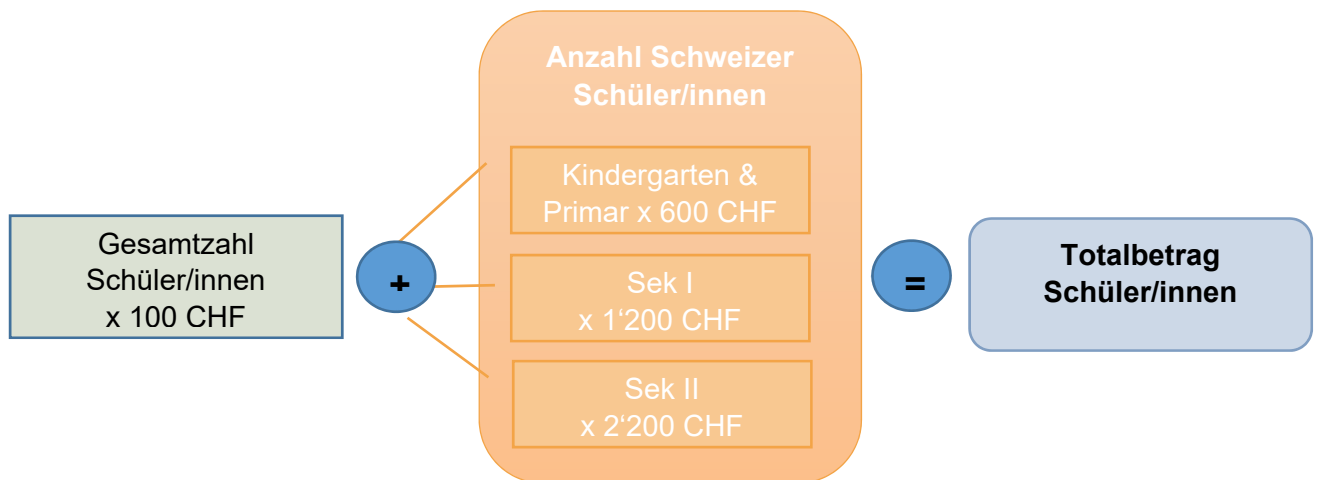 Gesamtzahl
Schüler/innen
x 100 CHF
+
Anzahl Schweizer
Schüler/innen
Kindergarten &
Primar x 600 CHF
Sek I
x 1‘200 CHF
Sek II
x 2‘200 CHF
=
Totalbetrag
Schüler/innen